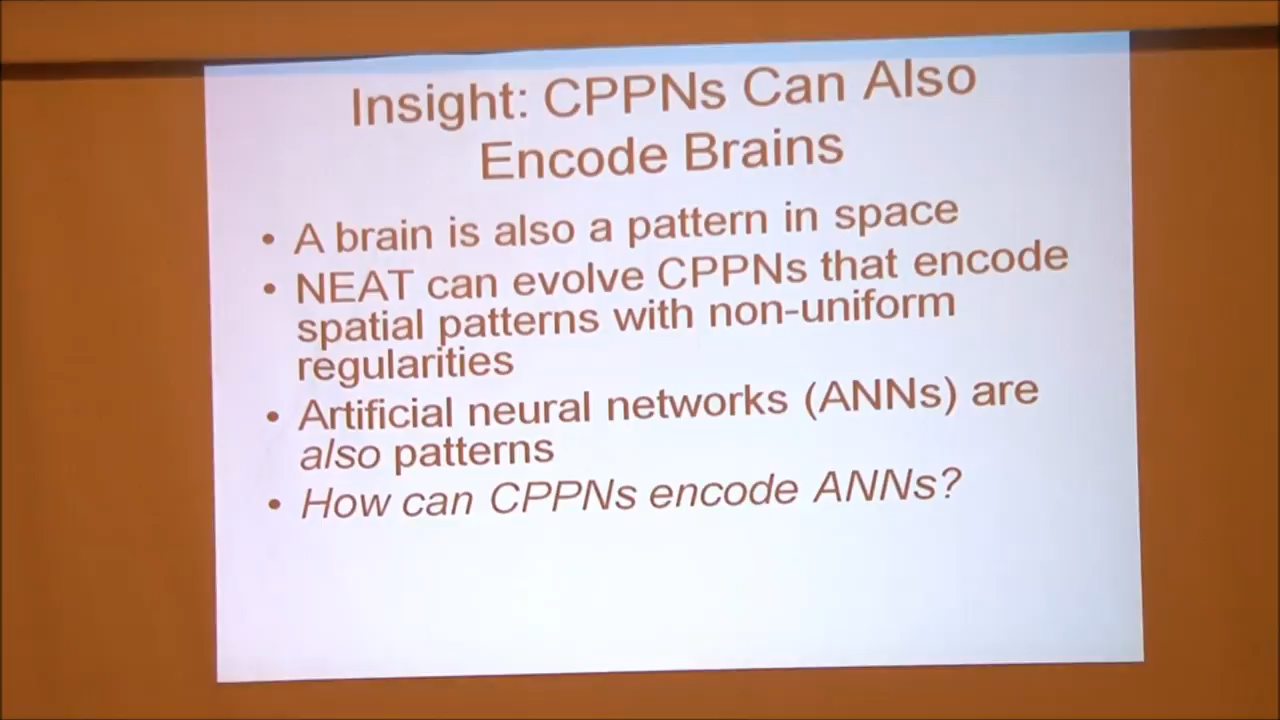 Insight: CPPNs Can Also
Encode Brains
• A brain is also a pattern in space
• NEAT can evolve CPPNs that encode
spatial patterns with non-uniform
regularities
• Artificial neural networks (ANNs) are
also patterns
• How can CPPNs encode ANNs?